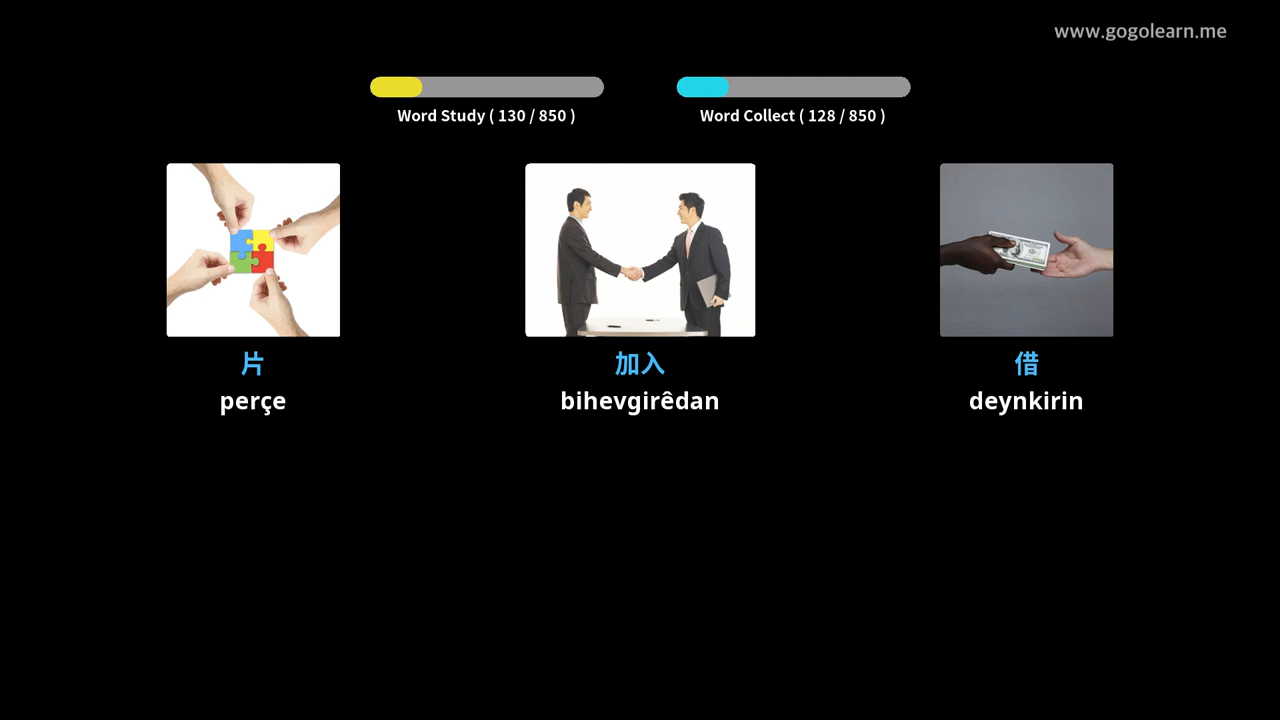 www.gogolearn.me
Word Study ( 130 / 850 )
Word Collect ( 128 / 850 )
片
perçe
加入
bihevgirêdan
借
deynkirin